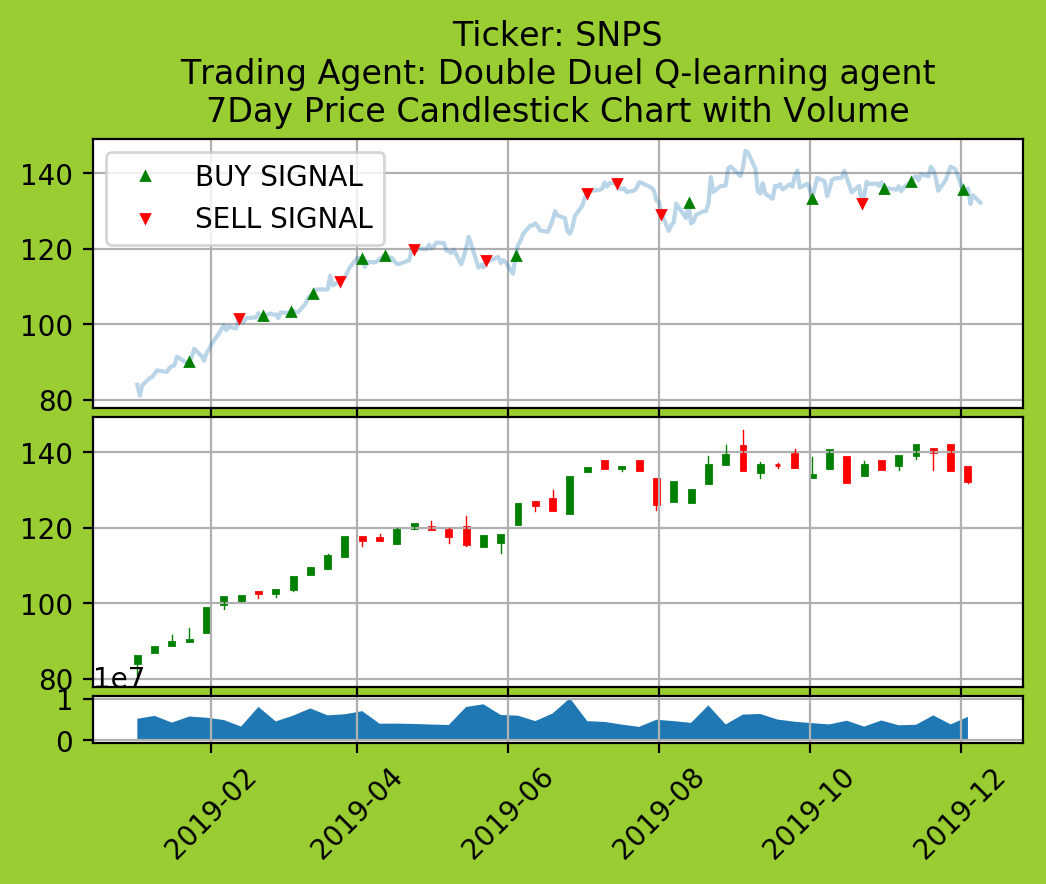 Ticker: SNPS
Trading Agent: Double Duel Q-learning agent
7Day Price Candlestick Chart with Volume
140
120
100
80
BUY SIGNAL
SELL SIGNAL
140
120
100
80
1e7
1
0
2019-02
2019-04
2019-06
2019-08
2019-10
2019-12